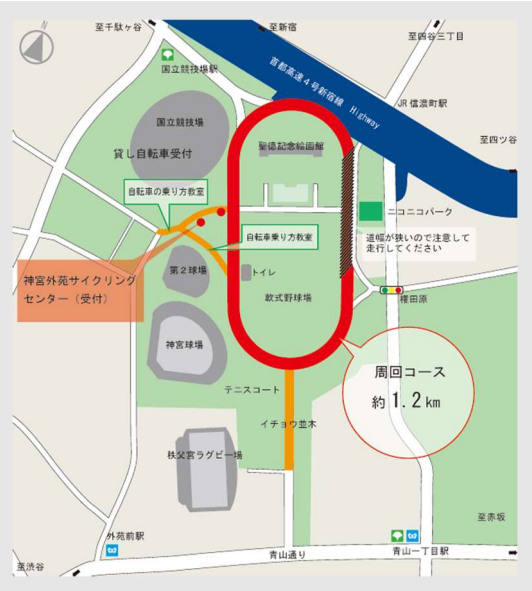 N
至千駄ヶ谷
至新宿
至四谷三丁目
国立競技場駅
首都高速4号新宿線 Highway
JR信濃町駅
国立競技場
聖徳記念絵画館
至四ツ谷
貸し自転車受付
自転車の乗り方教室
ニコニコパーク
自転車乗り方教室
道幅が狭いので注意して
走行してください
神宮外苑サイクリング
センター（受付）
第2球場
トイレ
軟式野球場
権田原
神宮球場
周回コース
約1.2km
テニスコート
イチョウ並木
秩父宮ラグビー場
至赤坂
外苑前駅
青山通り
青山一丁目駅
至渋谷